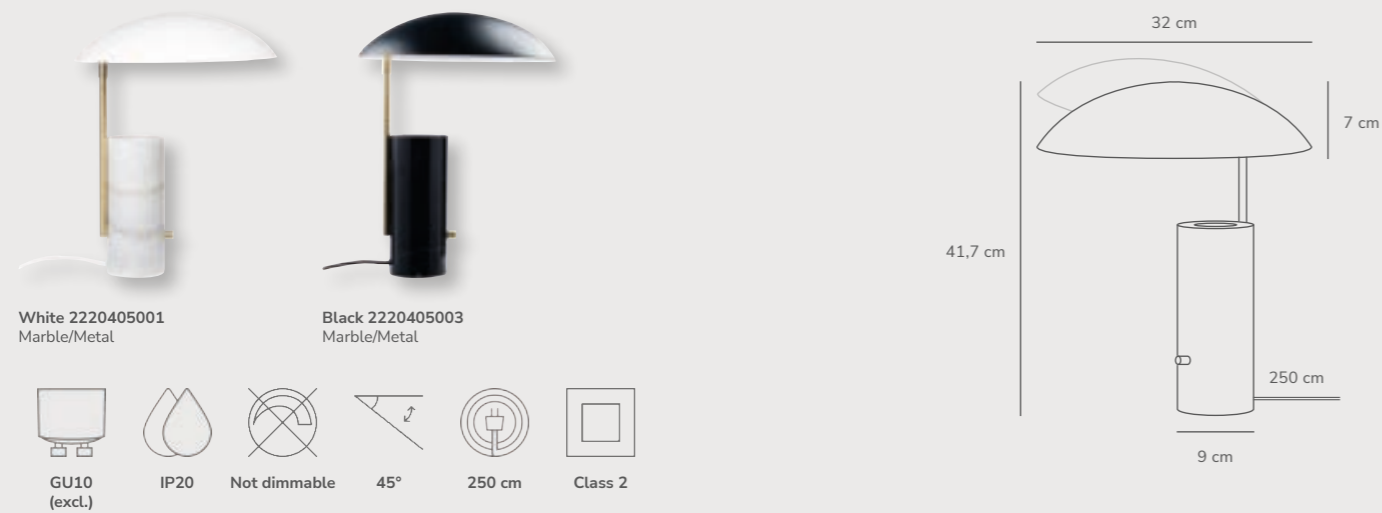 White 2220405001
Marble/Metal
Black 2220405003
Marble/Metal
GU10
(excl.)
IP20
Not dimmable
45°
250 cm
Class 2
32 cm
7 cm
41,7 cm
250 cm
9 cm